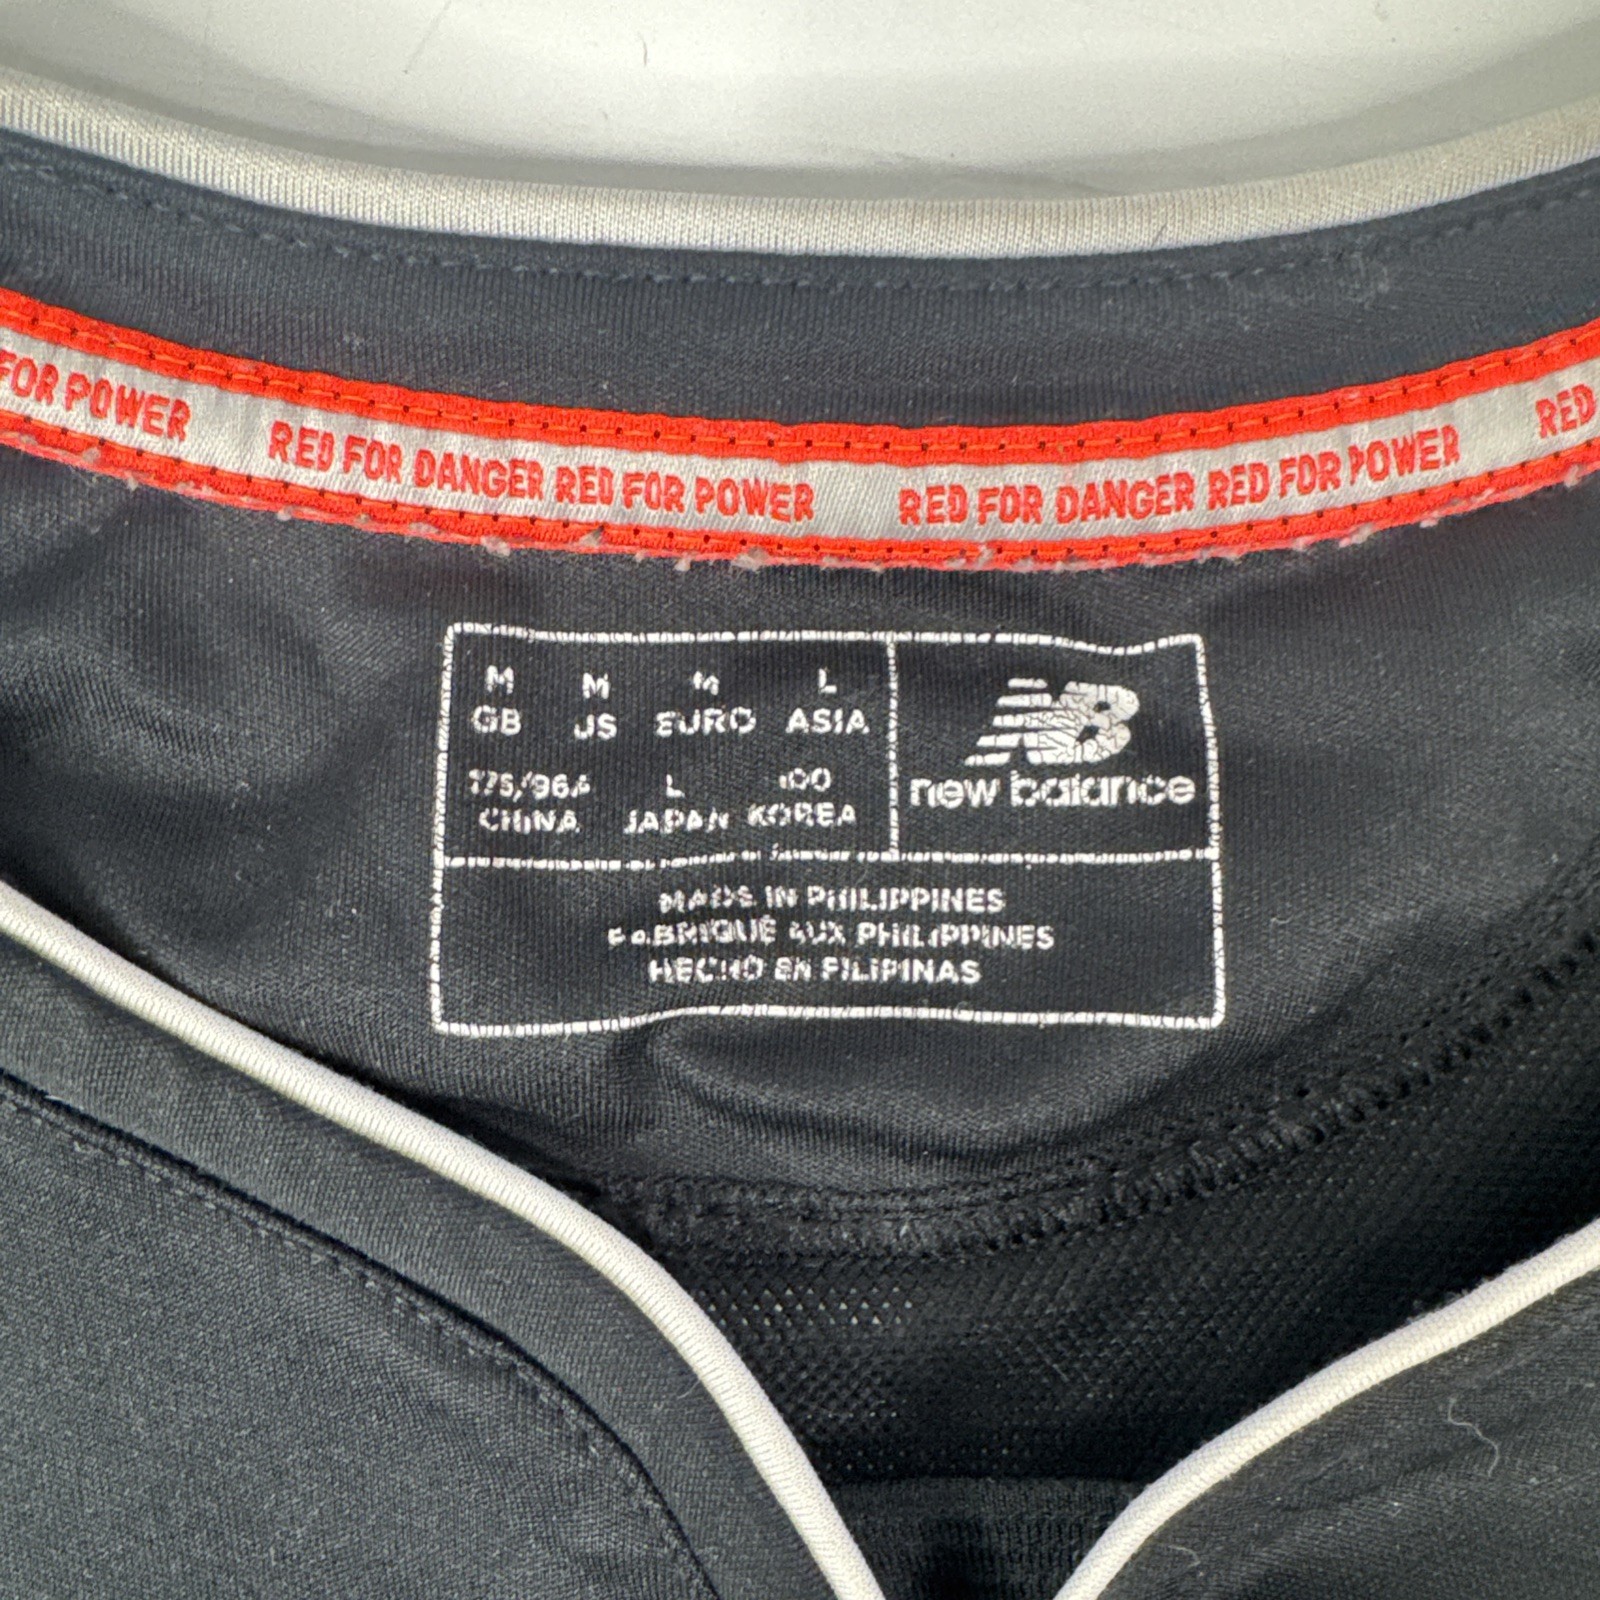 FOR POWER RED FOR DANGER RED FOR POWER RED FOR DANGER RED FOR POWER RED
M M M L
GB US EURO ASIA
175/96A L 100
CHINA JAPAN KOREA
NB
new balance
MADE IN PHILIPPINES
FABRIQUÉ AUX PHILIPPINES
HECHO EN FILIPINAS